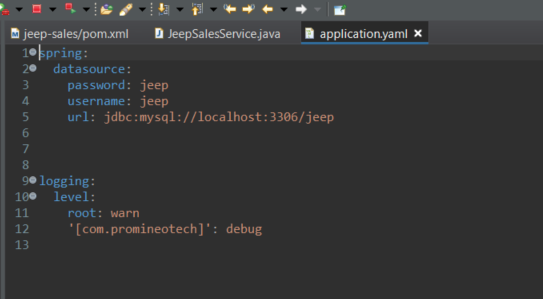 jeep-sales/pom.xml JeepSalesService.java application.yaml
1 spring:
2 datasource:
3 password: jeep
4 username: jeep
5 url: jdbc:mysql://localhost:3306/jeep
6
7
8
9 logging:
10 level:
11 root: warn
12 '[com.promineotech]': debug
13